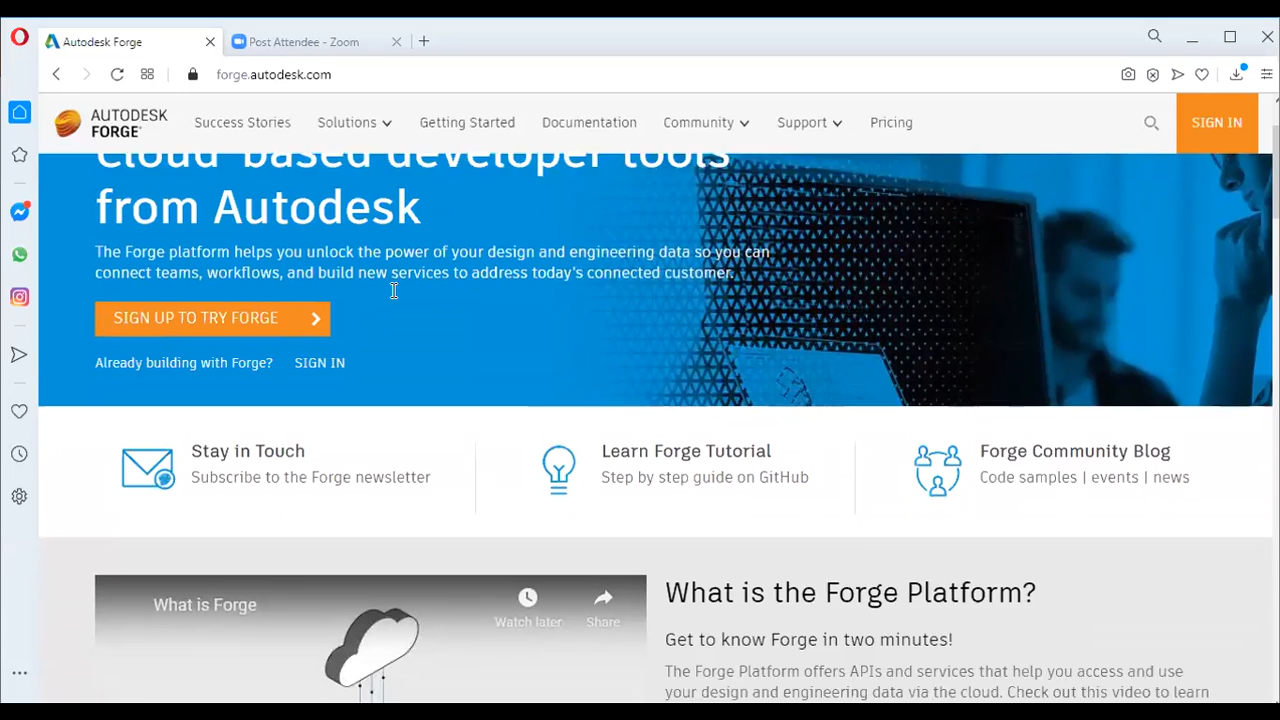 Autodesk Forge
Post Attendee - Zoom
forge.autodesk.com
AUTODESK
FORGE
Success Stories
Solutions
Getting Started
Documentation
Community
Support
Pricing
SIGN IN
cloud-based developer tools
from Autodesk
The Forge platform helps you unlock the power of your design and engineering data so you can
connect teams, workflows, and build new services to address today's connected customer.
SIGN UP TO TRY FORGE
Already building with Forge? SIGN IN
Stay in Touch
Subscribe to the Forge newsletter
Learn Forge Tutorial
Step by step guide on GitHub
Forge Community Blog
Code samples | events | news
What is Forge
Watch later
Share
What is the Forge Platform?
Get to know Forge in two minutes!
The Forge Platform offers APIs and services that help you access and use
your design and engineering data via the cloud. Check out this video to learn